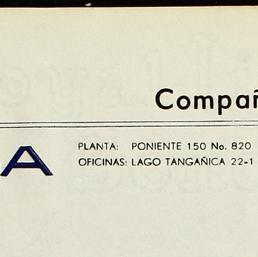 Compañ
A
PLANTA: PONIENTE 150 No. 820
OFICINAS: LAGO TANGAÑICA 22-1